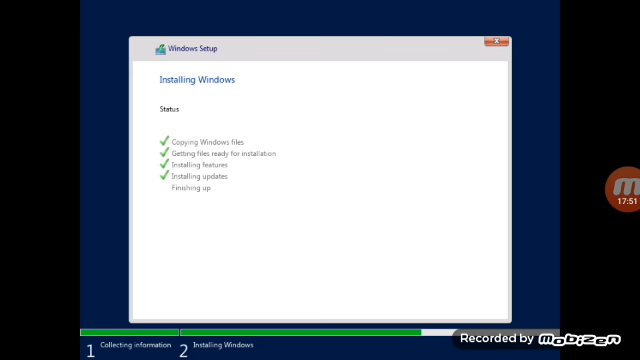 Windows Setup
Installing Windows
Status
Copying Windows files
Getting files ready for installation
Installing features
Installing updates
Finishing up
17:51
Recorded by mobizen
1 Collecting information 2 Installing Windows